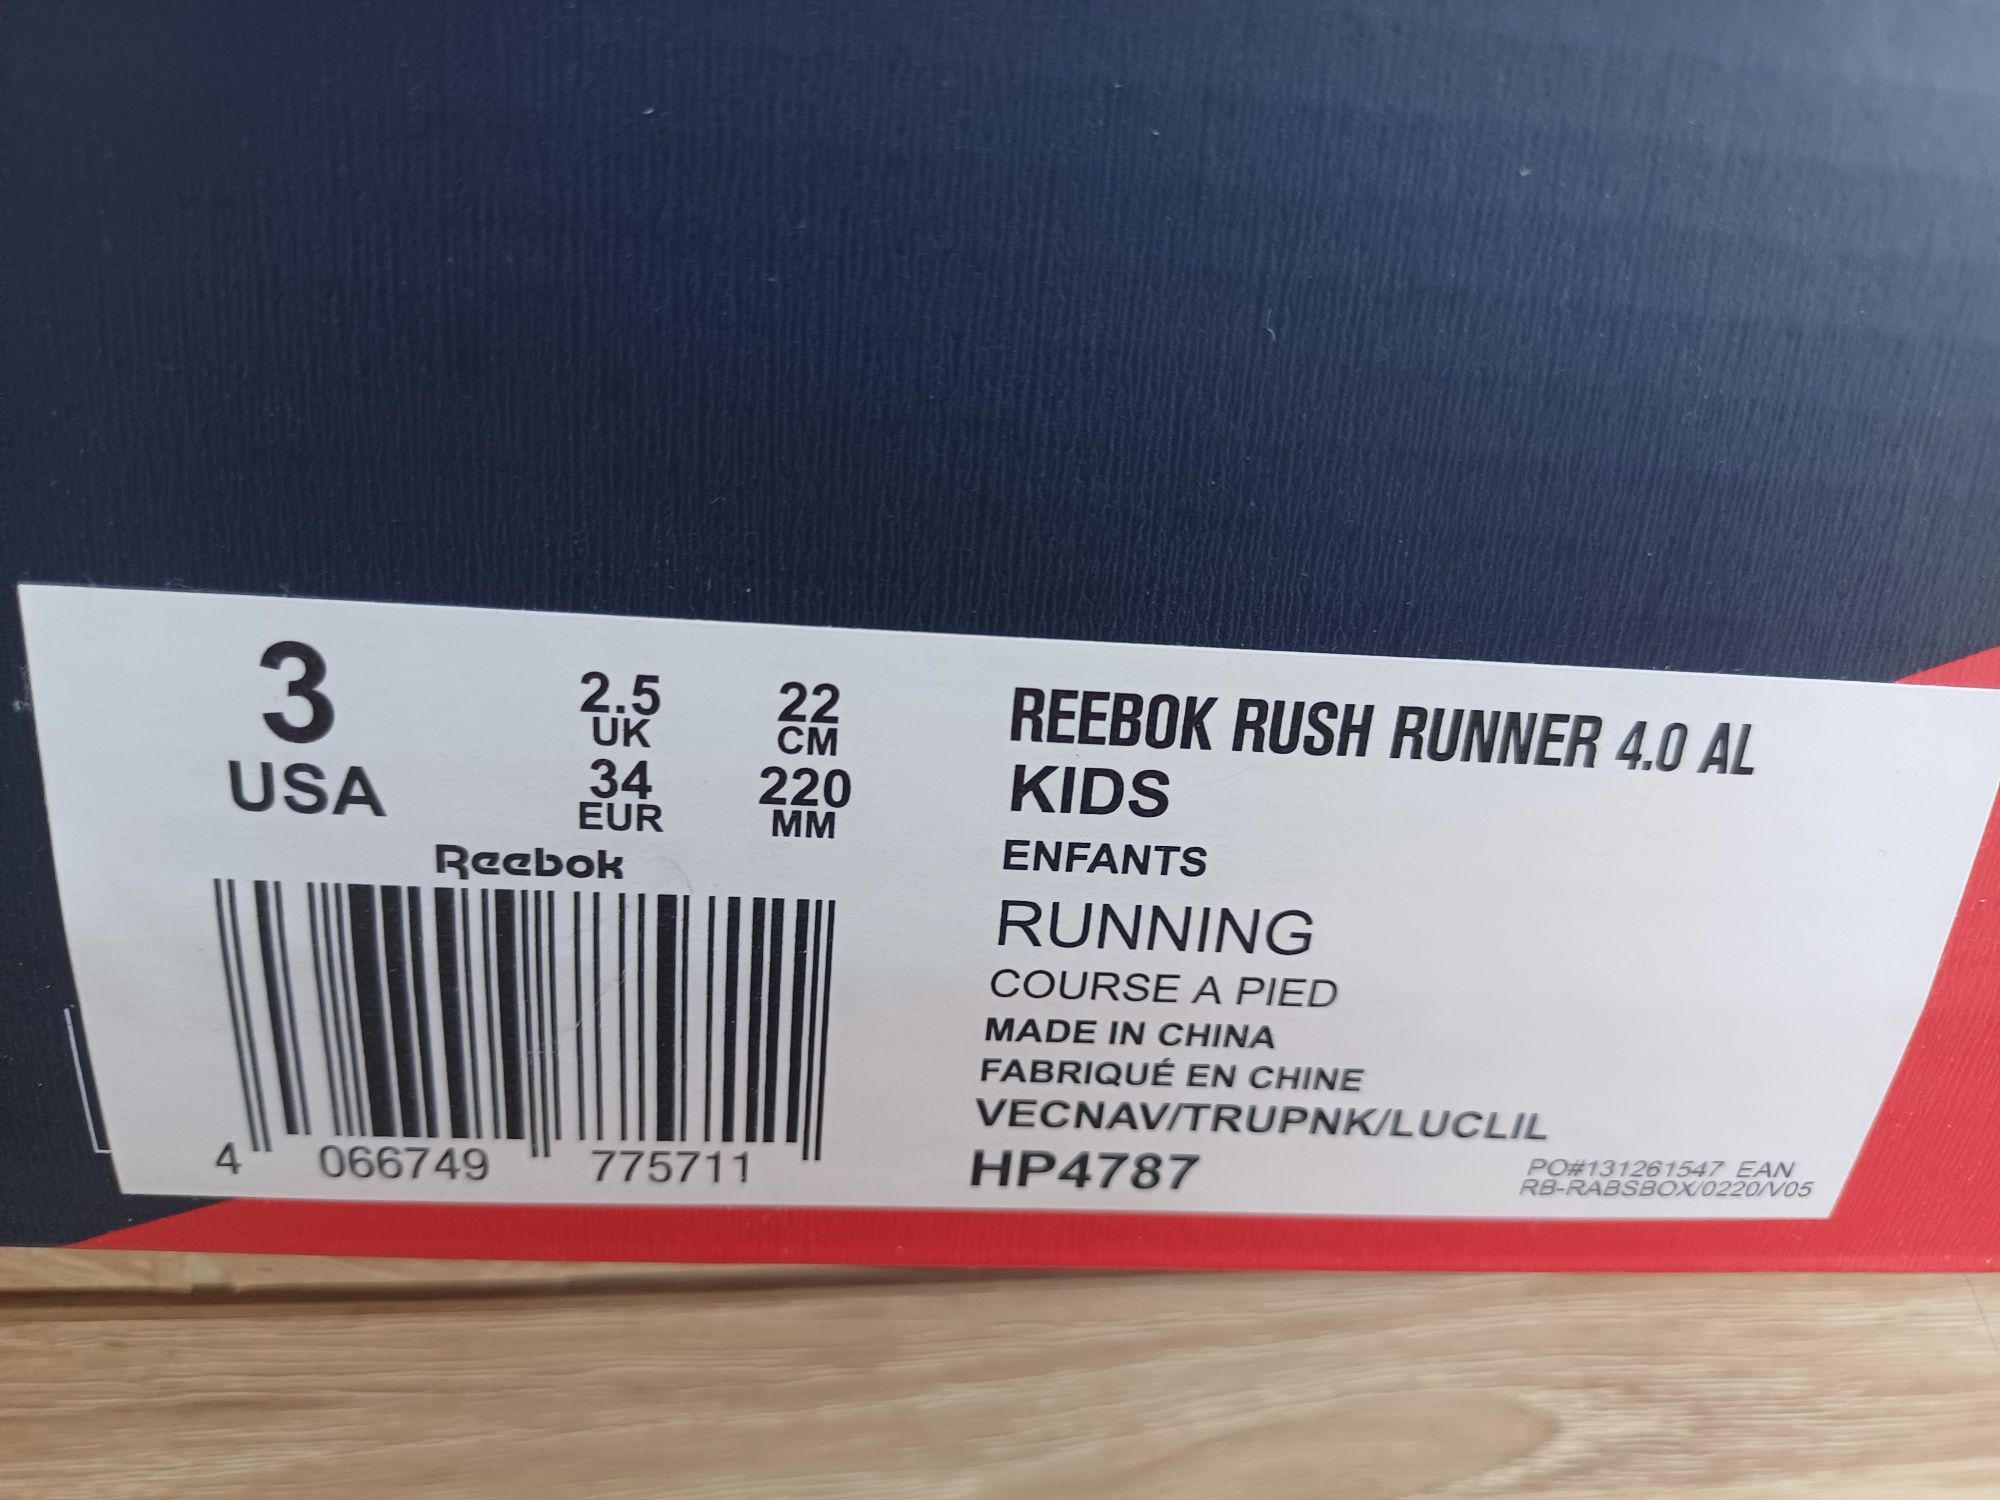 3
USA
2.5
UK
34
EUR
22
CM
220
MM
Reebok
4 066749 775711
REEBOK RUSH RUNNER 4.0 AL
KIDS
ENFANTS
RUNNING
COURSE A PIED
MADE IN CHINA
FABRIQUÉ EN CHINE
VECNAV/TRUPNK/LUCLIL
HP4787
PO#131261547 EAN
RB-RABSBOX/0220/V05